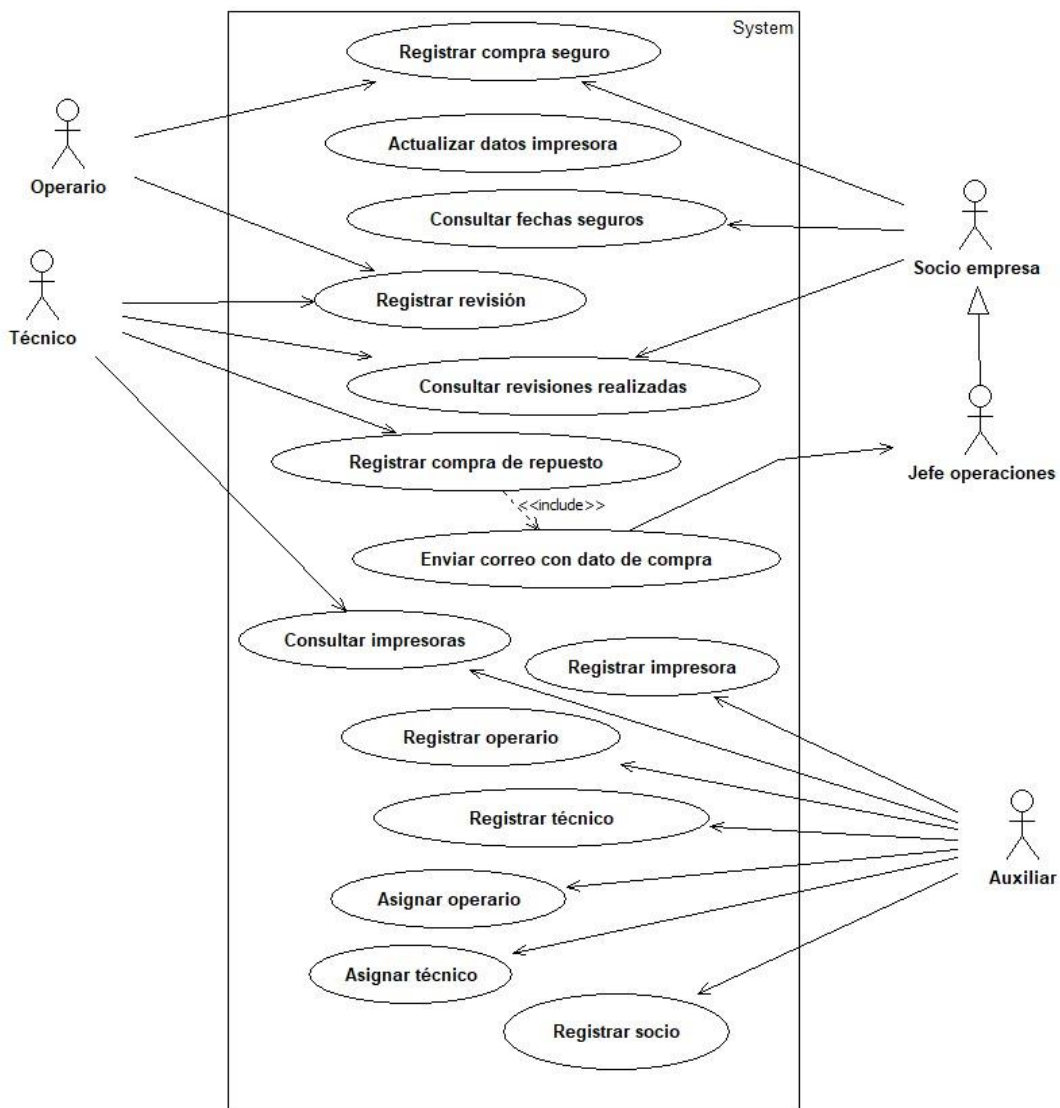 System
Registrar compra seguro
Actualizar datos impresora
Operario
Consultar fechas seguros
Socio empresa
Registrar revisión
Técnico
Consultar revisiones realizadas
Registrar compra de repuesto
Jefe operaciones
<<include>>
Enviar correo con dato de compra
Consultar impresoras
Registrar impresora
Registrar operario
Registrar técnico
Auxiliar
Asignar operario
Asignar técnico
Registrar socio